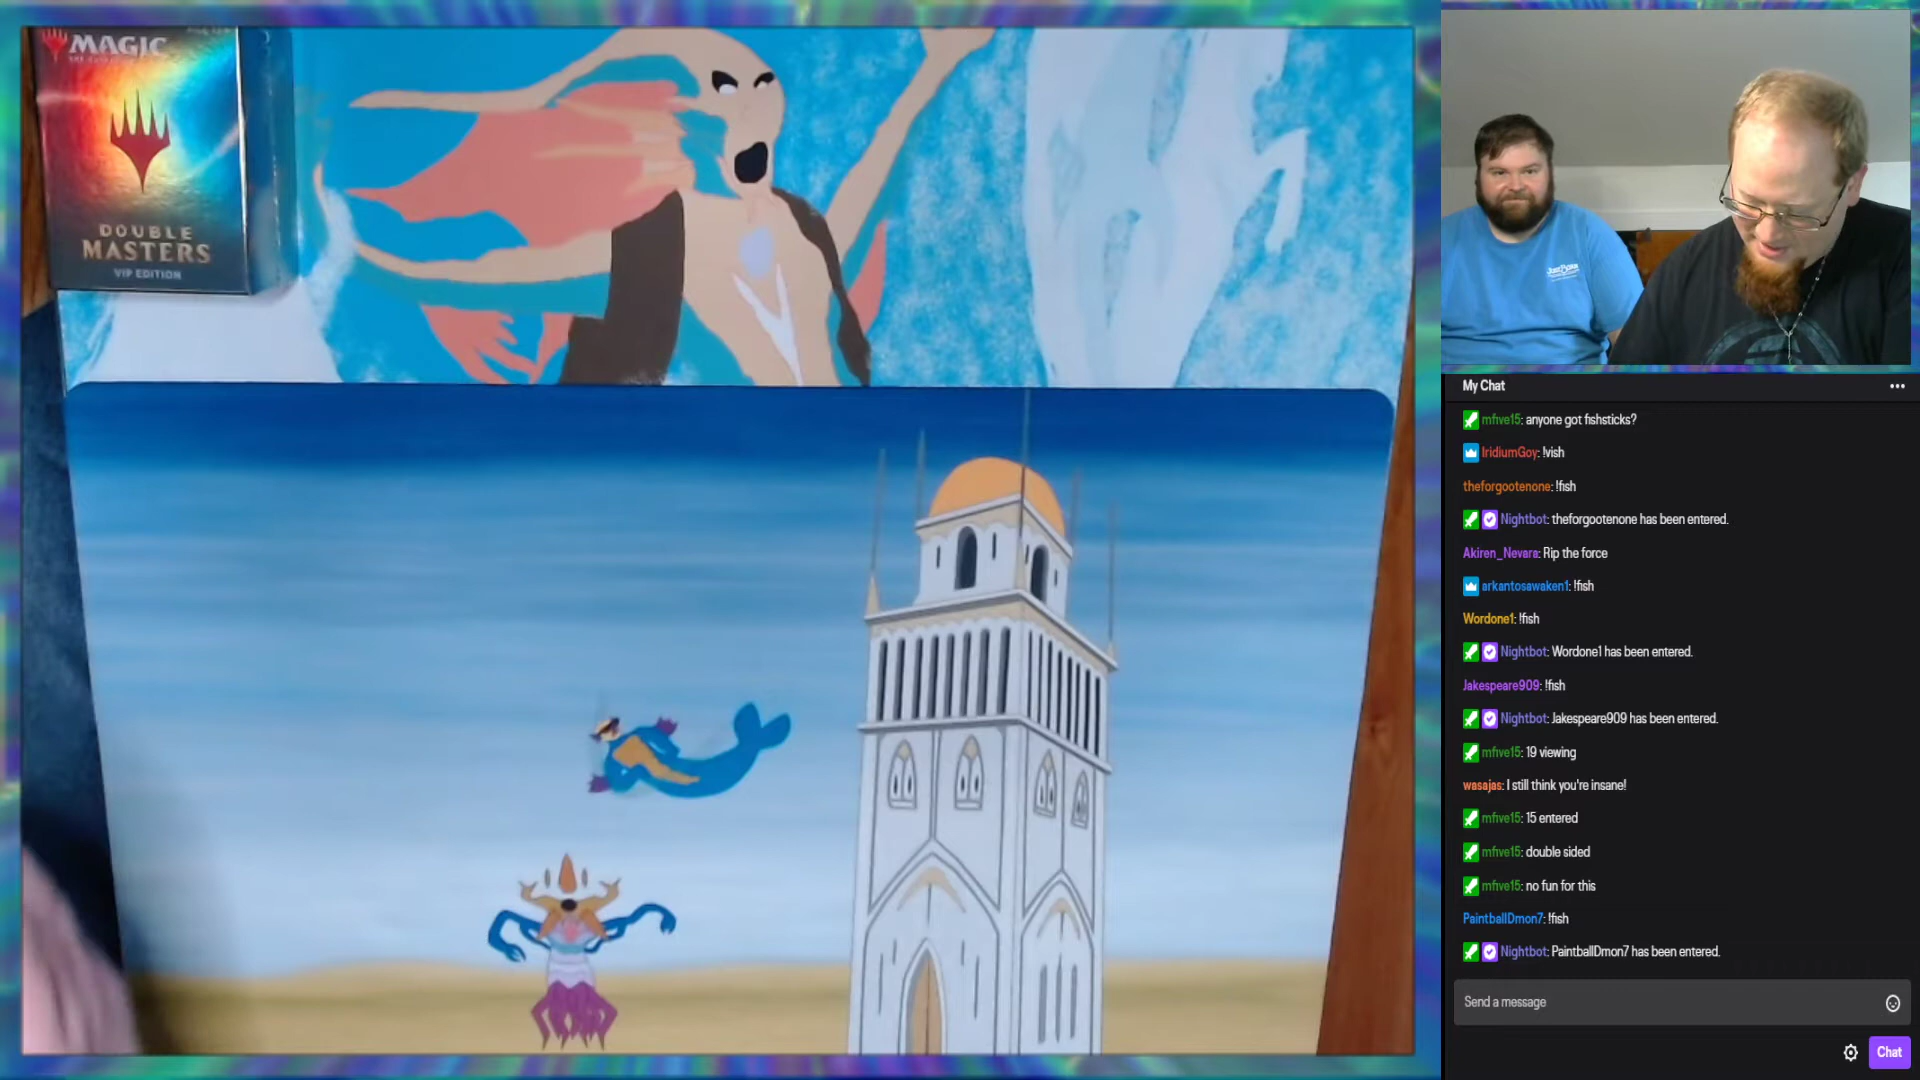 MAGIC
DOUBLE
MASTERS
VIP EDITION
My Chat
mfive15: anyone got fishsticks?
IridiumGoy: !vish
theforgootenone: !fish
Nightbot: theforgootenone has been entered.
Akiren_Nevara: Rip the force
arkantosawaken1: !fish
Wordone1: !fish
Nightbot: Wordone1 has been entered.
Jakespeare909: !fish
Nightbot: Jakespeare909 has been entered.
mfive15: 19 viewing
wasajas: I still think you're insane!
mfive15: 15 entered
mfive15: double sided
mfive15: no fun for this
PaintballDmon7: !fish
Nightbot: PaintballDmon7 has been entered.
Send a message
Chat